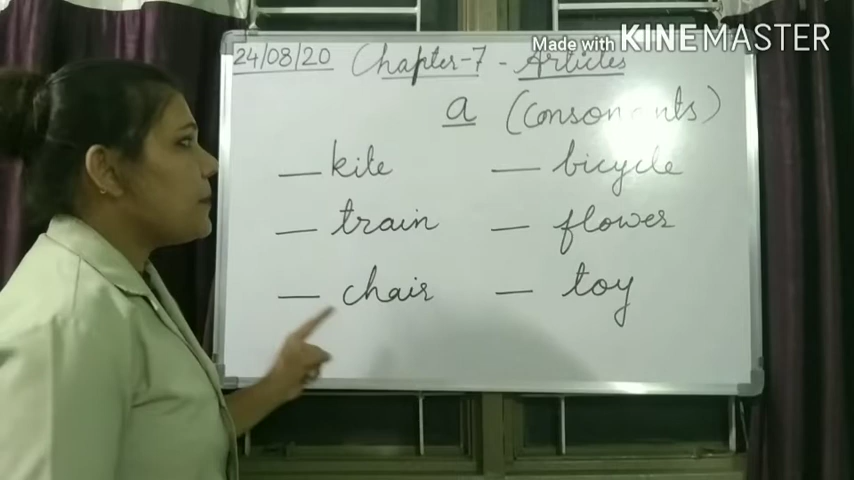 Made with KINEMASTER
24/08/20 Chapter-7 - Articles
a (consonants)
__ kite __ bicycle
__ train __ flower
__ chair __ toy